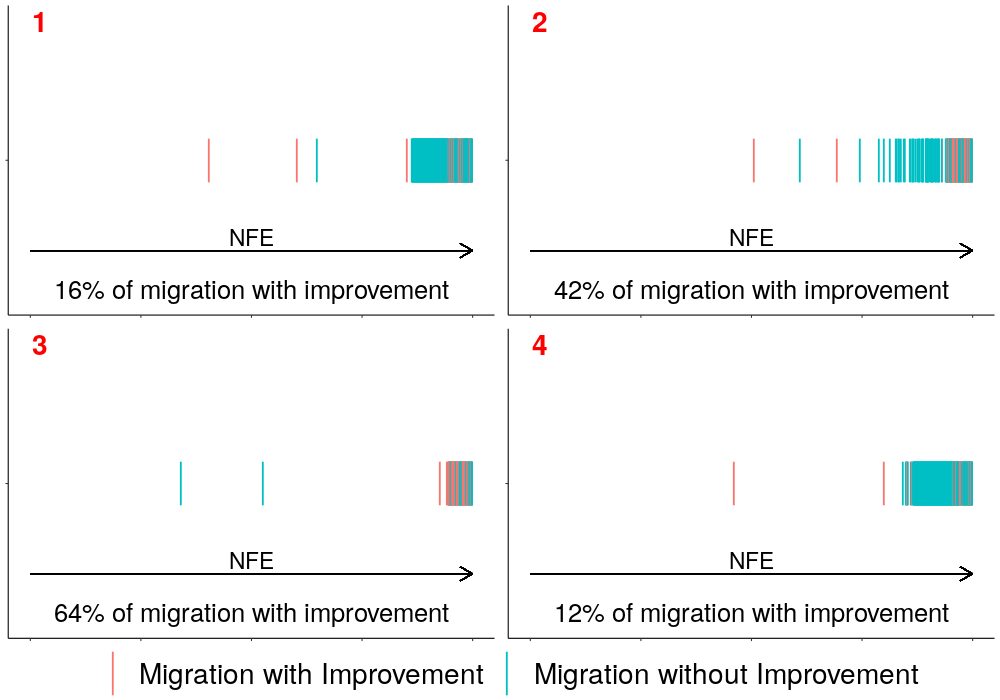 1
NFE
16% of migration with improvement
2
NFE
42% of migration with improvement
3
NFE
64% of migration with improvement
4
NFE
12% of migration with improvement
Migration with Improvement
Migration without Improvement